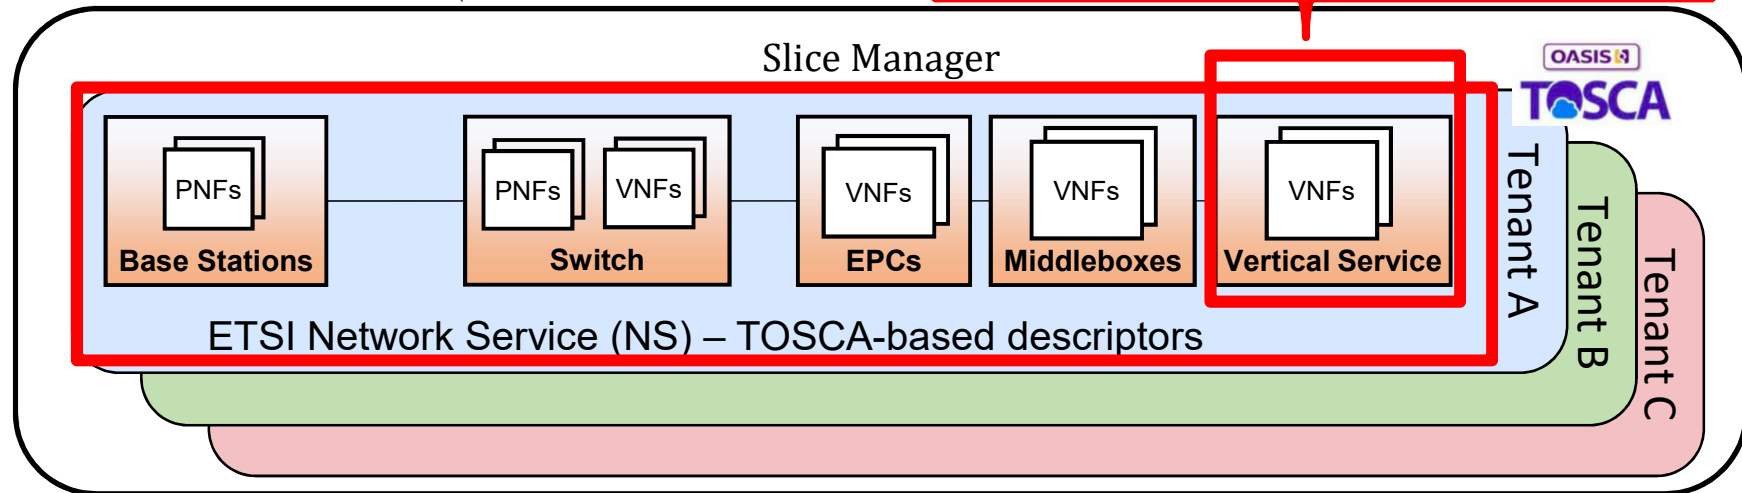 Slice Manager
OASIS
TOSCA
PNFs
Base Stations
PNFs
VNFs
Switch
VNFs
EPCs
VNFs
Middleboxes
VNFs
Vertical Service
ETSI Network Service (NS) – TOSCA-based descriptors
Tenant A
Tenant B
Tenant C